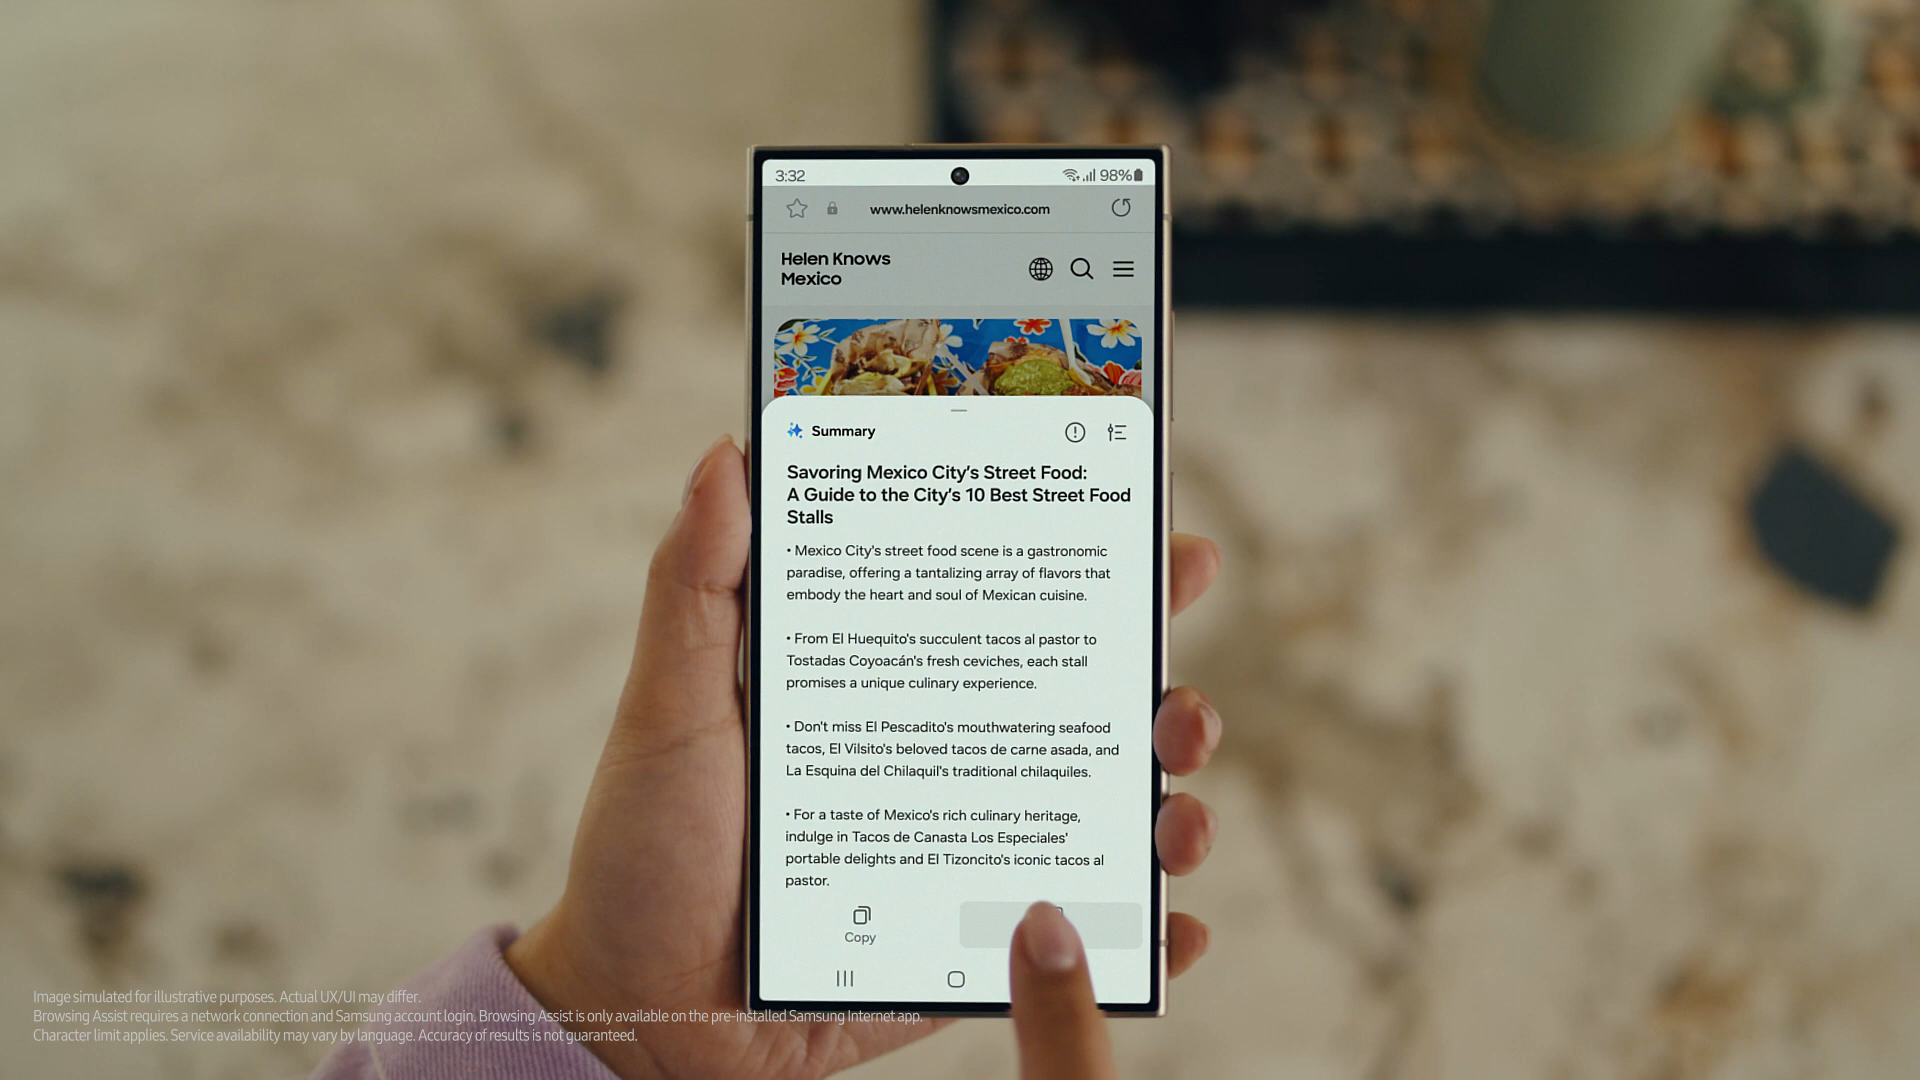 3:32
98%
www.helenknowsmexico.com
Helen Knows
Mexico
Summary
Savoring Mexico City's Street Food:
A Guide to the City's 10 Best Street Food
Stalls
• Mexico City's street food scene is a gastronomic
paradise, offering a tantalizing array of flavors that
embody the heart and soul of Mexican cuisine.
• From El Huequito's succulent tacos al pastor to
Tostadas Coyoacán's fresh ceviches, each stall
promises a unique culinary experience.
• Don't miss El Pescadito's mouthwatering seafood
tacos, El Vilsito's beloved tacos de carne asada, and
La Esquina del Chilaquil's traditional chilaquiles.
• For a taste of Mexico's rich culinary heritage,
indulge in Tacos de Canasta Los Especiales'
portable delights and El Tizoncito's iconic tacos al
pastor.
Copy
Image simulated for illustrative purposes. Actual UX/UI may differ.
Browsing Assist requires a network connection and Samsung account login. Browsing Assist is only available on the pre-installed Samsung Internet app.
Character limit applies. Service availability may vary by language. Accuracy of results is not guaranteed.